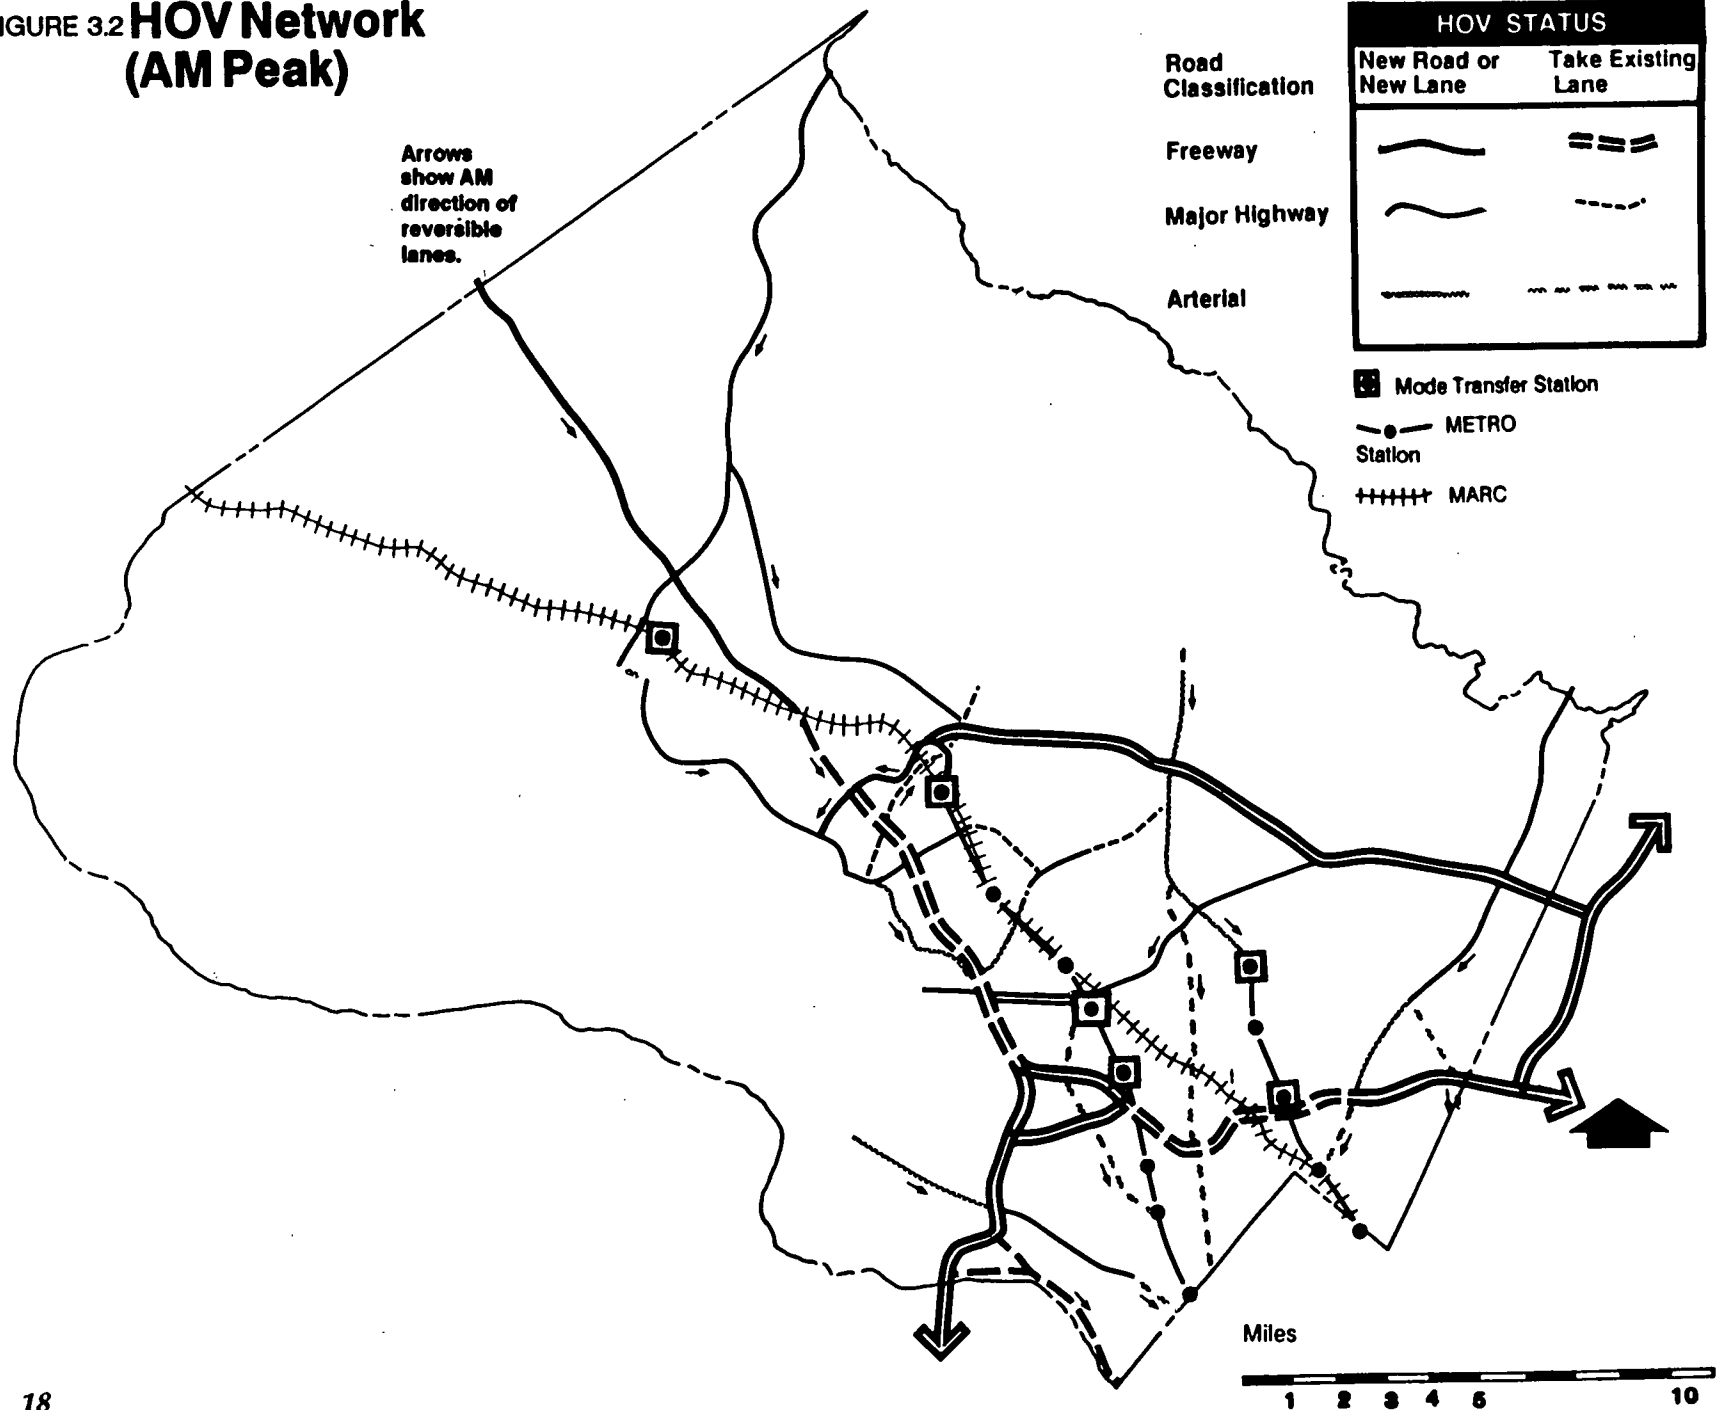 IGURE 3.2 HOV Network
(AM Peak)
Arrows
show AM
direction of
reversible
lanes.
Road
Classification
Freeway
Major Highway
Arterial
HOV STATUS
New Road or
New Lane
Take Existing
Lane
Mode Transfer Station
METRO
Station
MARC
Miles
1 2 3 4 5 10
18